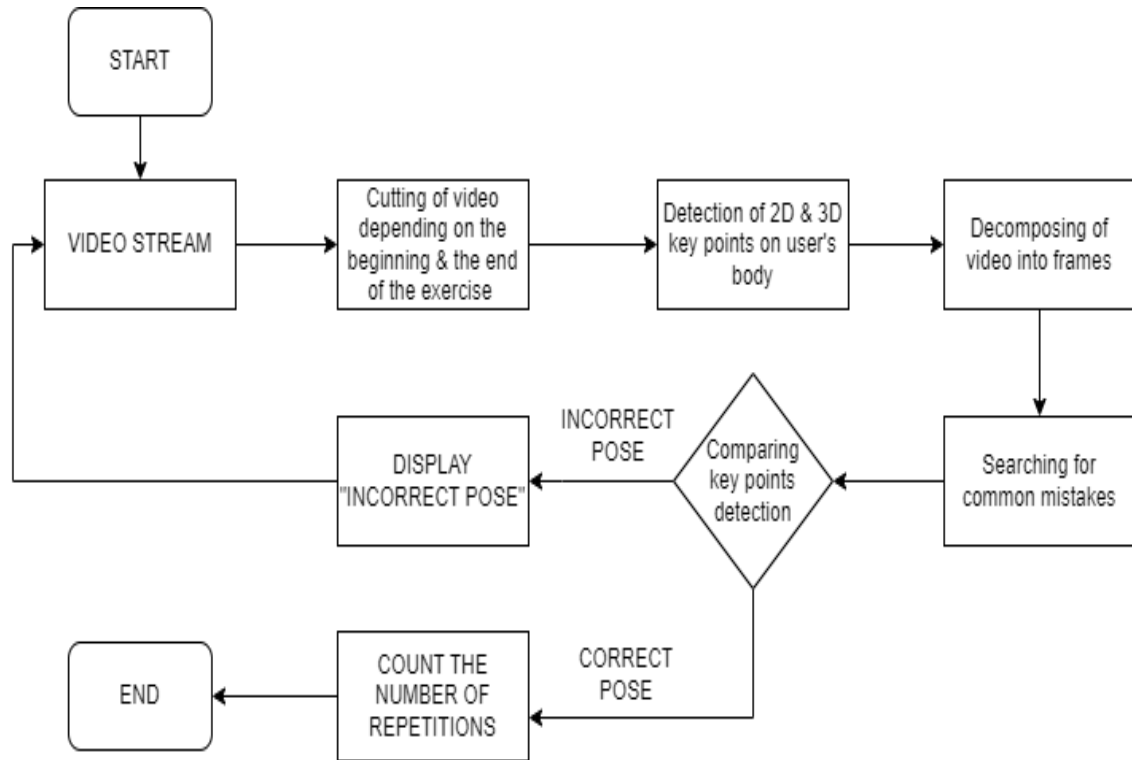 START
VIDEO STREAM
Cutting of video
depending on the
beginning & the end
of the exercise
Detection of 2D & 3D
key points on user's
body
Decomposing of
video into frames
Searching for
common mistakes
Comparing
key points
detection
INCORRECT
POSE
DISPLAY
"INCORRECT POSE"
CORRECT
POSE
COUNT THE
NUMBER OF
REPETITIONS
END